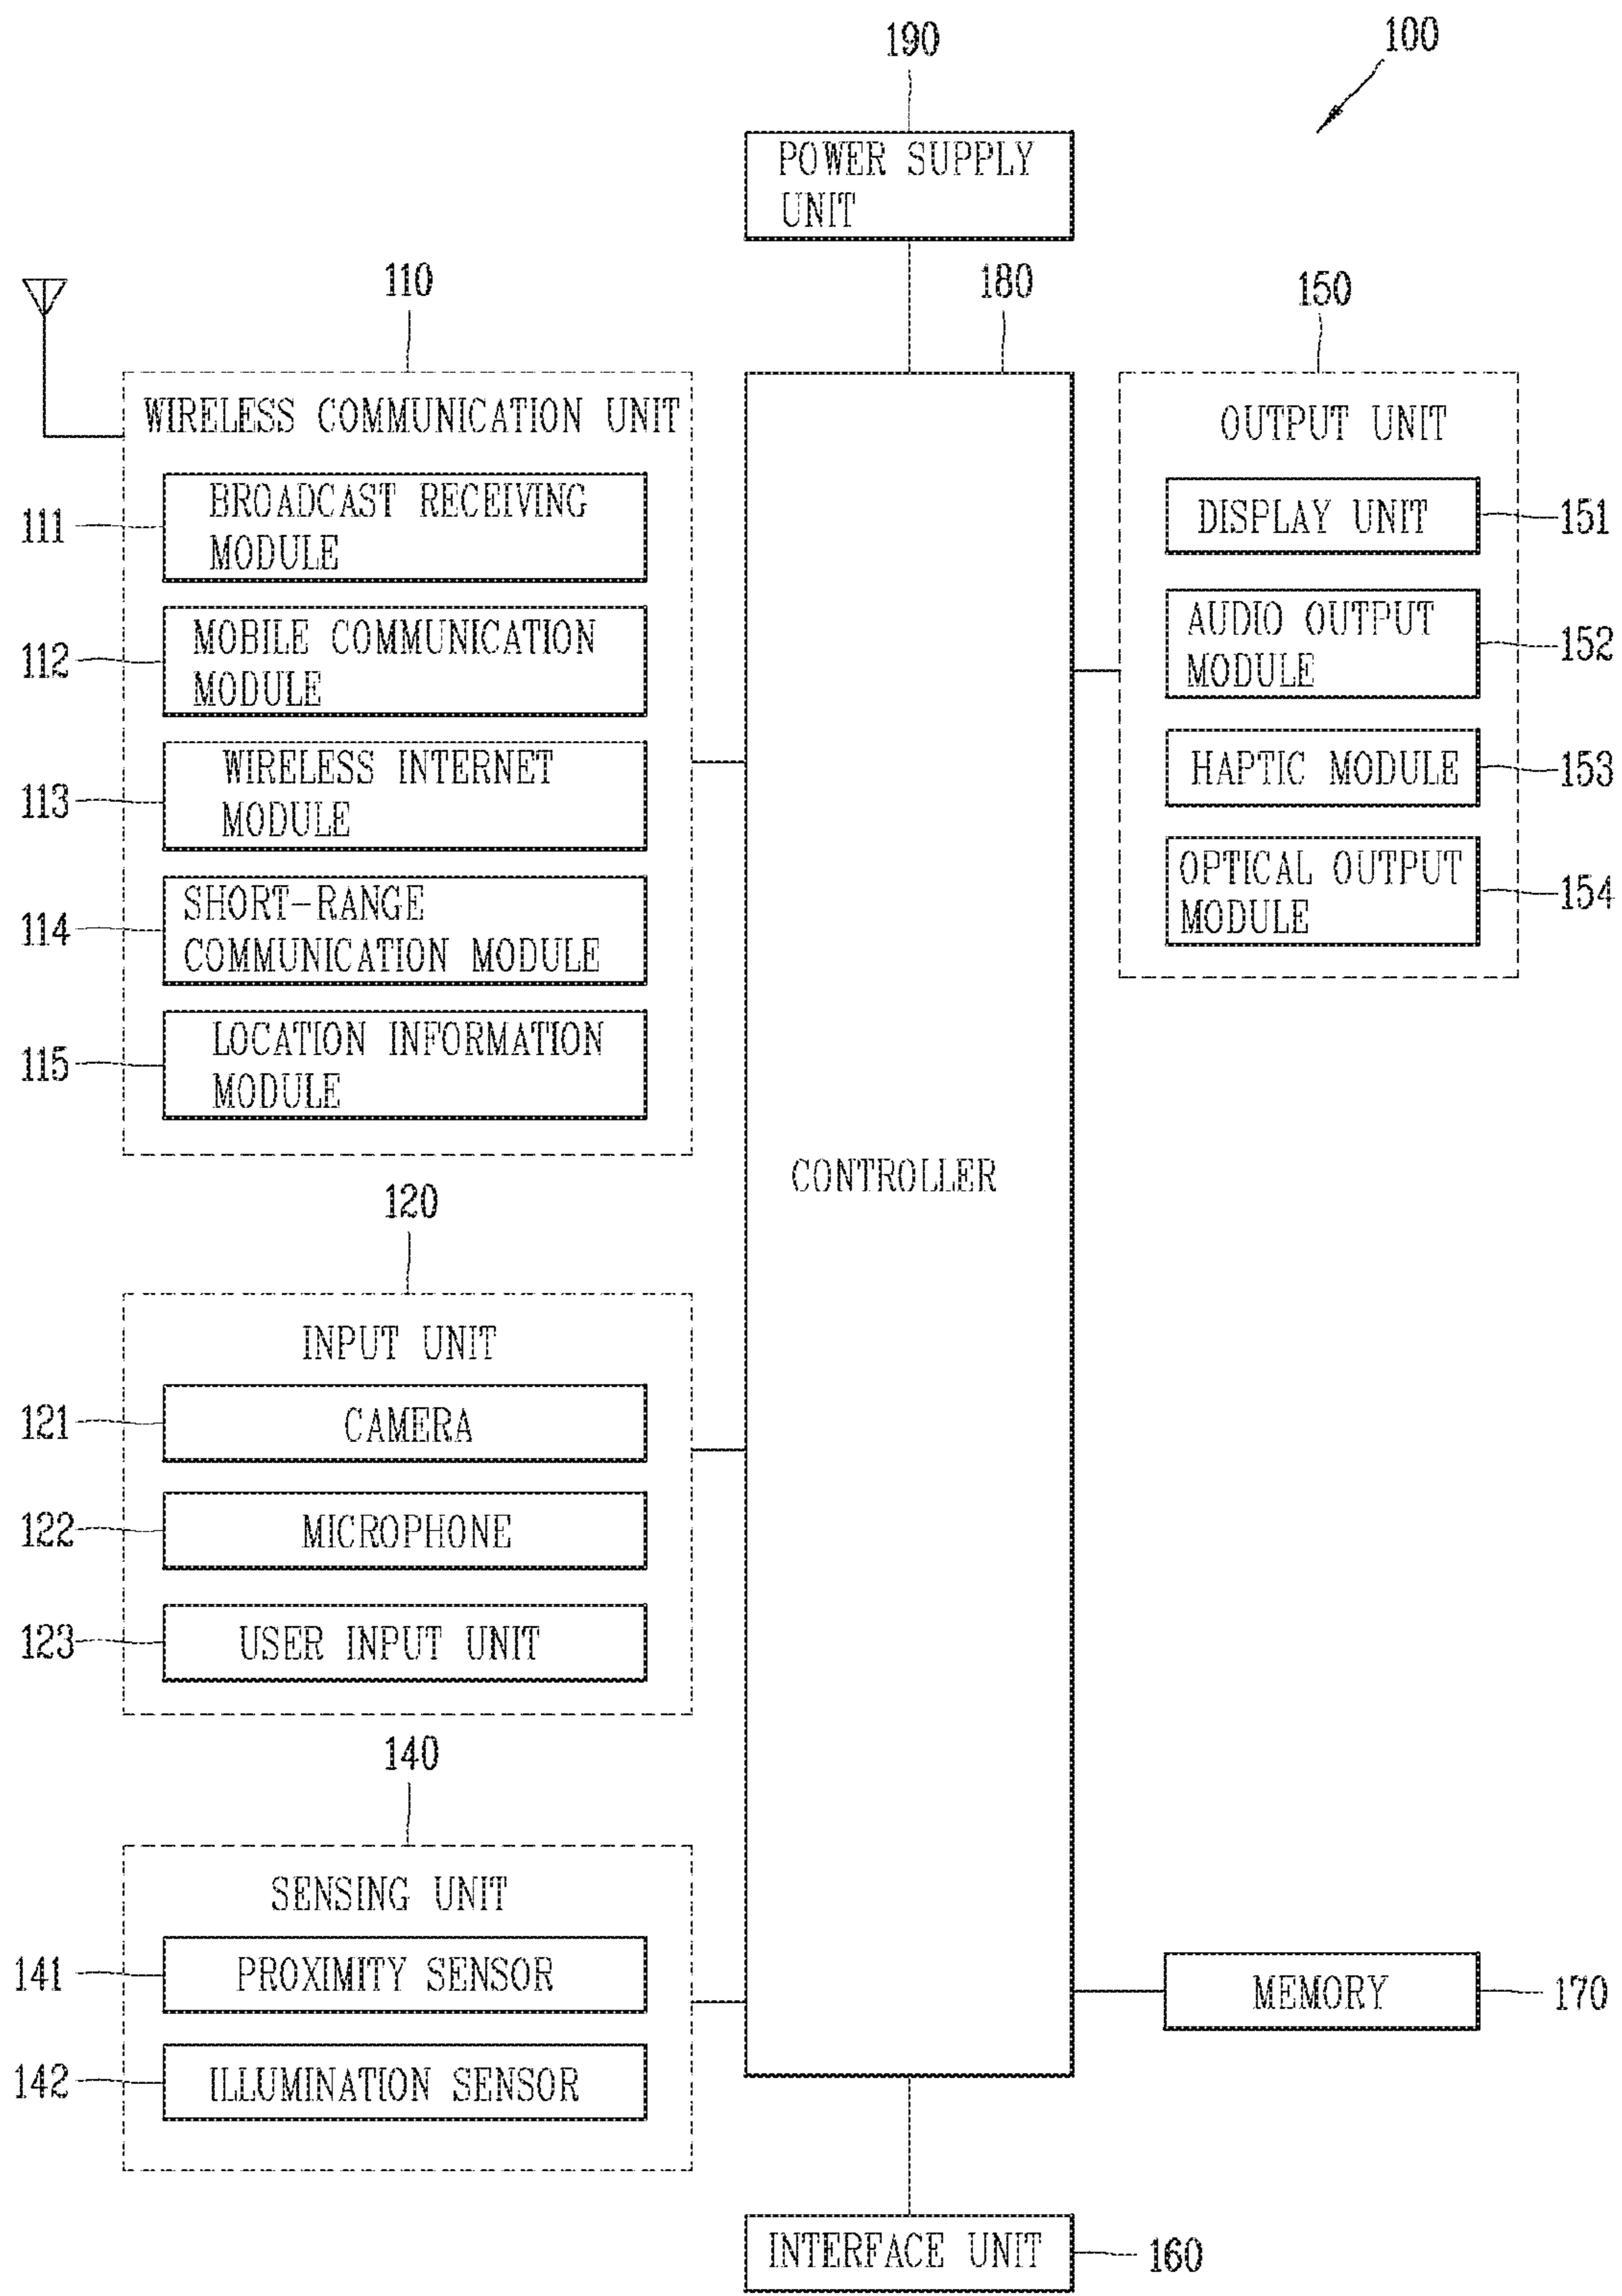 190
100
POWER SUPPLY
UNIT
110
180
150
WIRELESS COMMUNICATION UNIT
111
BROADCAST RECEIVING
MODULE
112
MOBILE COMMUNICATION
MODULE
113
WIRELESS INTERNET
MODULE
114
SHORT-RANGE
COMMUNICATION MODULE
115
LOCATION INFORMATION
MODULE
CONTROLLER
OUTPUT UNIT
DISPLAY UNIT
151
AUDIO OUTPUT
MODULE
152
HAPTIC MODULE
153
OPTICAL OUTPUT
MODULE
154
120
INPUT UNIT
121
CAMERA
122
MICROPHONE
123
USER INPUT UNIT
140
SENSING UNIT
141
PROXIMITY SENSOR
142
ILLUMINATION SENSOR
MEMORY
170
INTERFACE UNIT
160